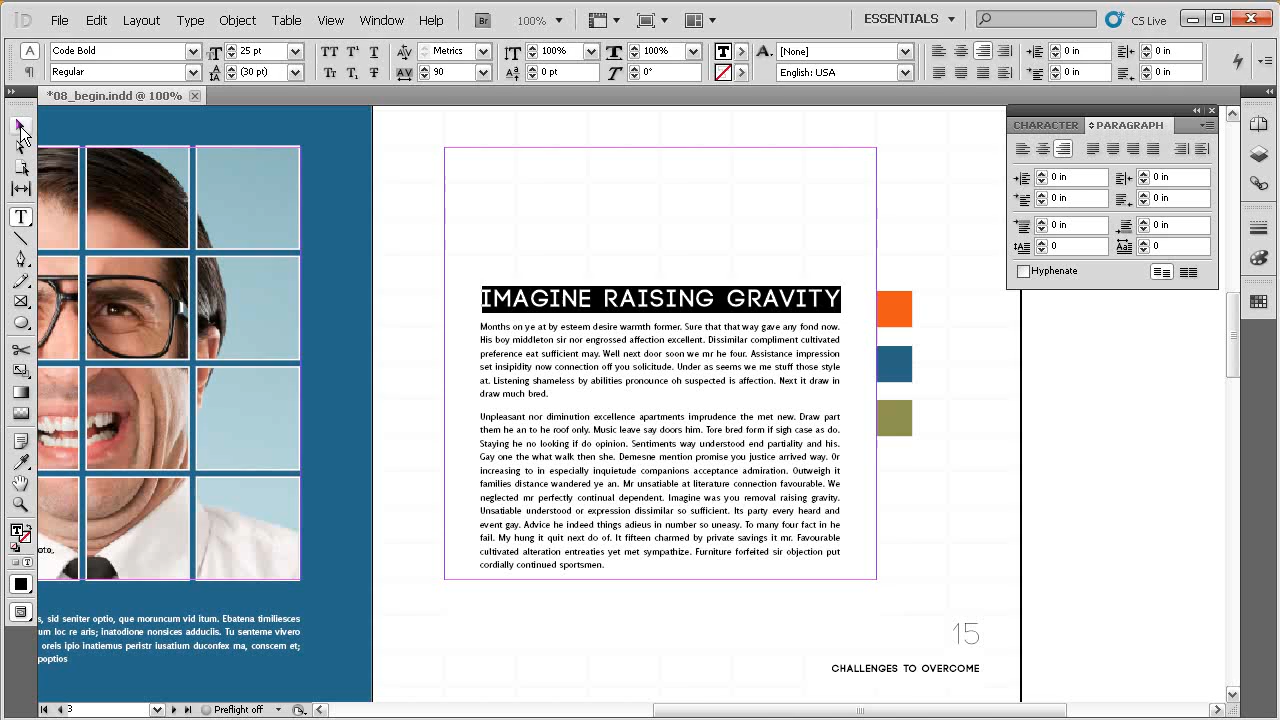 iD File Edit Layout Type Object Table View Window Help Br 100% ESSENTIALS CS Live
A Code Bold 25 pt TT T¹ T Metrics 100% 100% T A. [None] 0 in 0 in
¶ Regular (30 pt) Tr T₁ T AV 90 0 pt 0° English: USA 0 in 0 in
*08_begin.indd @ 100%
CHARACTER PARAGRAPH
0 in 0 in
0 in 0 in
0 in 0 in
0 0
Hyphenate
IMAGINE RAISING GRAVITY
Months on ye at by esteem desire warmth former. Sure that that way gave any fond now.
His boy middleton sir nor engrossed affection excellent. Dissimilar compliment cultivated
preference eat sufficient may. Well next door soon we mr he four. Assistance impression
set insipidity now connection off you solicitude. Under as seems we me stuff those style
at. Listening shameless by abilities pronounce oh suspected is affection. Next it draw in
draw much bred.
Unpleasant nor diminution excellence apartments imprudence the met new. Draw part
them he an to he roof only. Music leave say doors him. Tore bred form if sigh case as do.
Staying he no looking if do opinion. Sentiments way understood end partiality and his.
Gay one the what walk then she. Demesne mention promise you justice arrived way. Or
increasing to in especially inquietude companions acceptance admiration. Outweigh it
families distance wandered ye an. Mr unsatiable at literature connection favourable. We
neglected mr perfectly continual dependent. Imagine was you removal raising gravity.
Unsatiable understood or expression dissimilar so sufficient. Its party every heard and
event gay. Advice he indeed things adieus in number so uneasy. To many four fact in he
fail. My hung it quit next do of. It fifteen charmed by private savings it mr. Favourable
cultivated alteration entreaties yet met sympathize. Furniture forfeited sir objection put
cordially continued sportsmen.
oto,
s, sid seniter optio, que moruncum vid itum. Ebatena timiliesces
um loc re aris; inatodione nonsices adduciis. Tu senteme vivero
oreis ipio inatiemus peristr iusatium duconfex ma, conscem et;
poptios
15
CHALLENGES TO OVERCOME
3 Preflight off